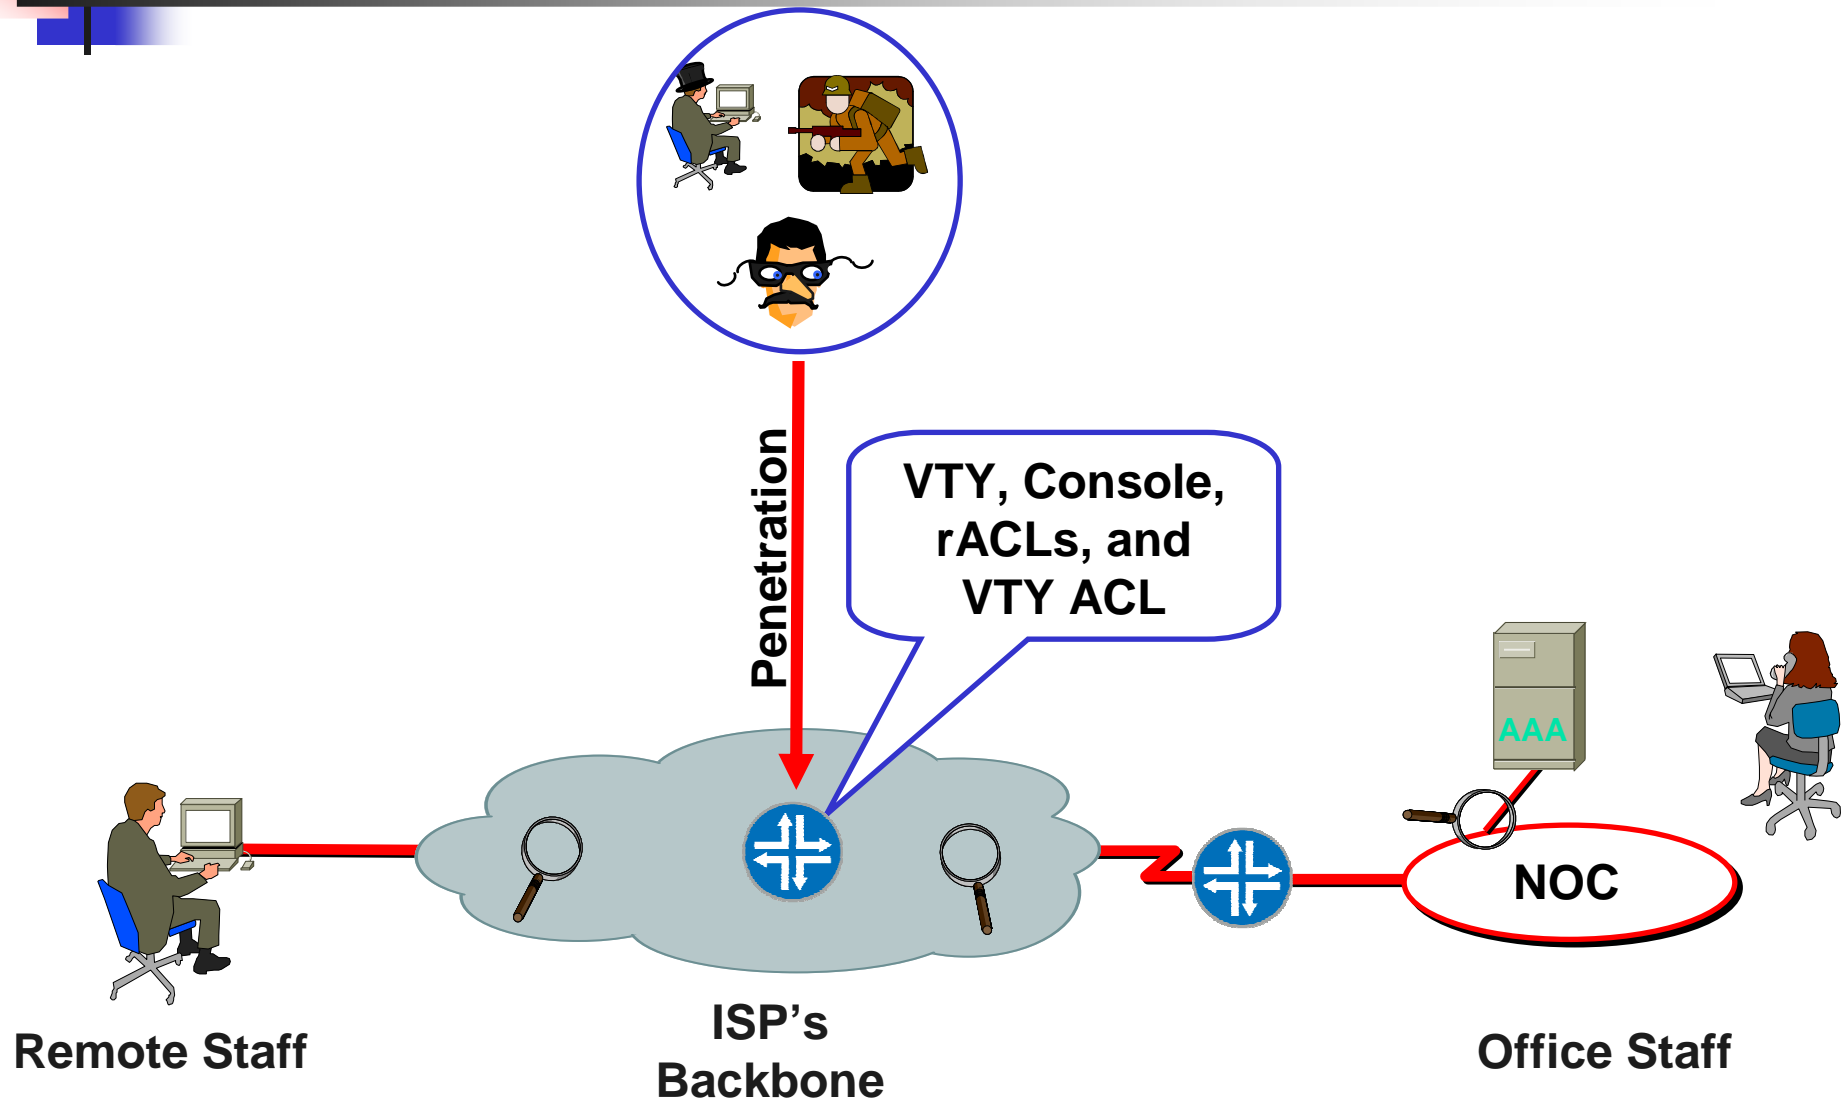 Penetration
VTY, Console,
rACLs, and
VTY ACL
AAA
NOC
Remote Staff
ISP’s
Backbone
Office Staff